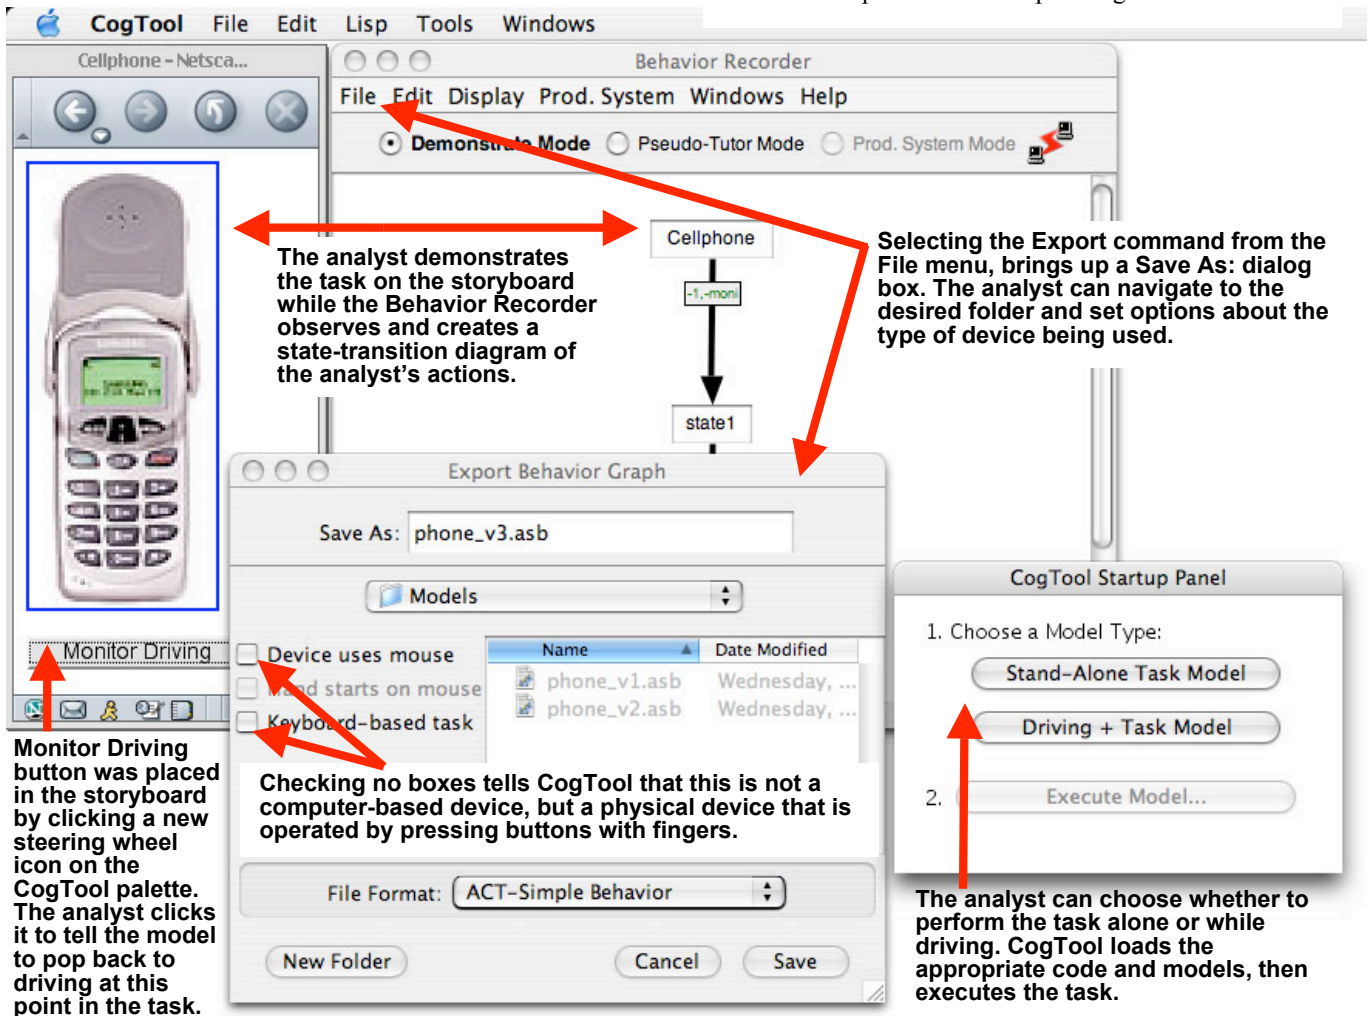 CogTool File Edit Lisp Tools Windows
Cellphone – Netsca...
Behavior Recorder
File Edit Display Prod. System Windows Help
Demonstrate Mode Pseudo-Tutor Mode Prod. System Mode
Cellphone
-1,-moni
state1
The analyst demonstrates
the task on the storyboard
while the Behavior Recorder
observes and creates a
state-transition diagram of
the analyst's actions.
Selecting the Export command from the
File menu, brings up a Save As: dialog
box. The analyst can navigate to the
desired folder and set options about the
type of device being used.
Monitor Driving
Monitor Driving
button was placed
in the storyboard
by clicking a new
steering wheel
icon on the
CogTool palette.
The analyst clicks
it to tell the model
to pop back to
driving at this
point in the task.
Export Behavior Graph
Save As: phone_v3.asb
Models
Device uses mouse
Hand starts on mouse
Keyboard-based task
Name Date Modified
phone_v1.asb Wednesday, ...
phone_v2.asb Wednesday, ...
Checking no boxes tells CogTool that this is not a
computer-based device, but a physical device that is
operated by pressing buttons with fingers.
File Format: ACT-Simple Behavior
New Folder Cancel Save
CogTool Startup Panel
1. Choose a Model Type:
Stand-Alone Task Model
Driving + Task Model
2. Execute Model...
The analyst can choose whether to
perform the task alone or while
driving. CogTool loads the
appropriate code and models, then
executes the task.